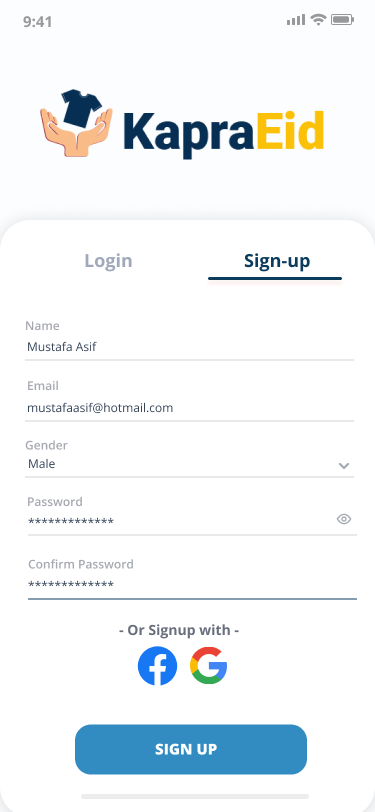 9:41
KapraEid
Login Sign-up
Name
Mustafa Asif
Email
mustafaasif@hotmail.com
Gender
Male
Password
*************
Confirm Password
*************
- Or Signup with -
SIGN UP